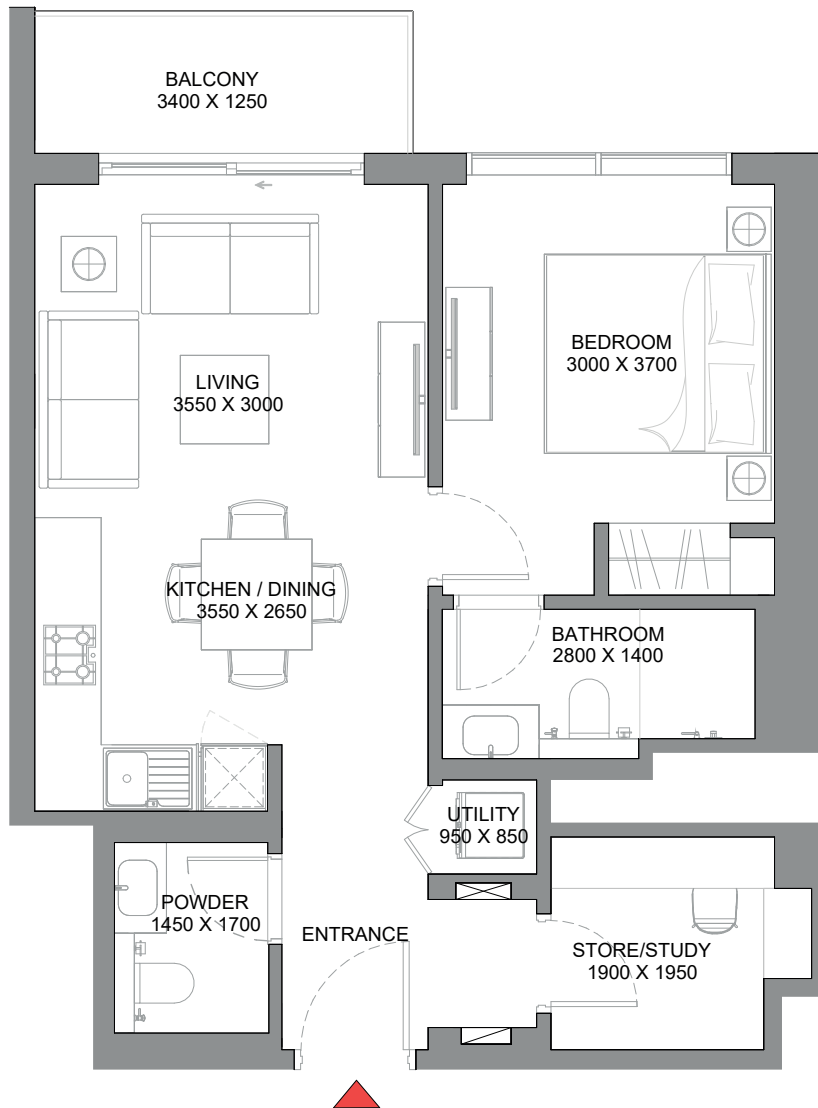 BALCONY
3400 X 1250
BEDROOM
3000 X 3700
LIVING
3550 X 3000
KITCHEN / DINING
3550 X 2650
BATHROOM
2800 X 1400
UTILITY
950 X 850
POWDER
1450 X 1700
ENTRANCE
STORE/STUDY
1900 X 1950